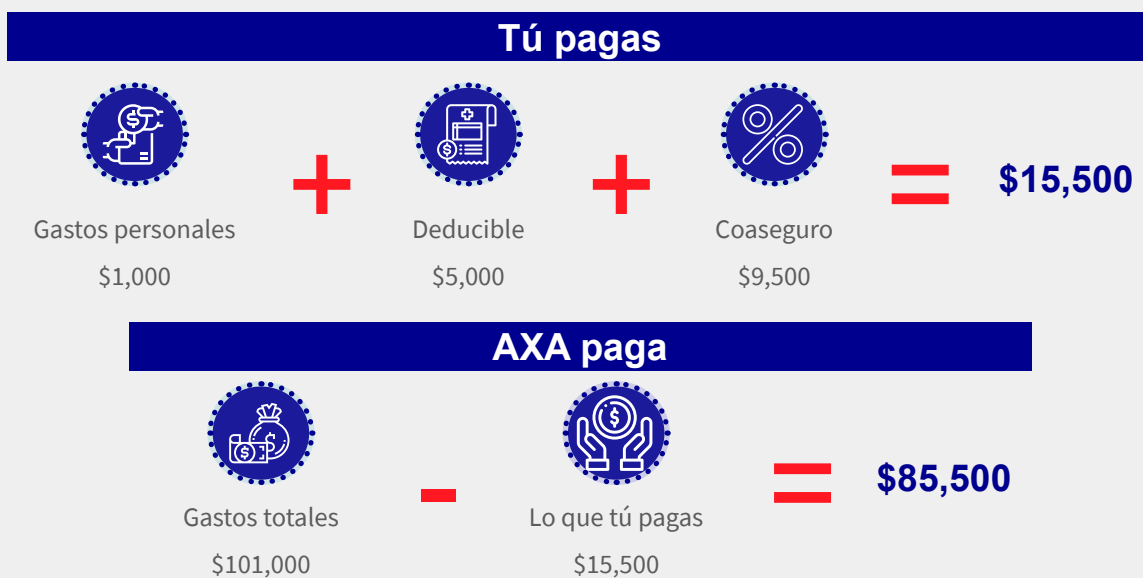 Tú pagas
+ + = $15,500
Gastos personales Deducible Coaseguro
$1,000 $5,000 $9,500
AXA paga
- = $85,500
Gastos totales Lo que tú pagas
$101,000 $15,500